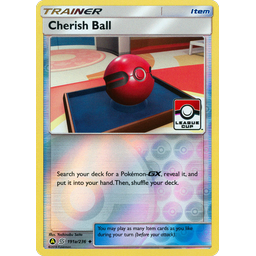 TRAINER Item
Cherish Ball
LEAGUE
CUP
Search your deck for a Pokémon-GX, reveal it, and
put it into your hand. Then, shuffle your deck.
You may play as many Item cards as you like
during your turn (before your attack).
191a/236